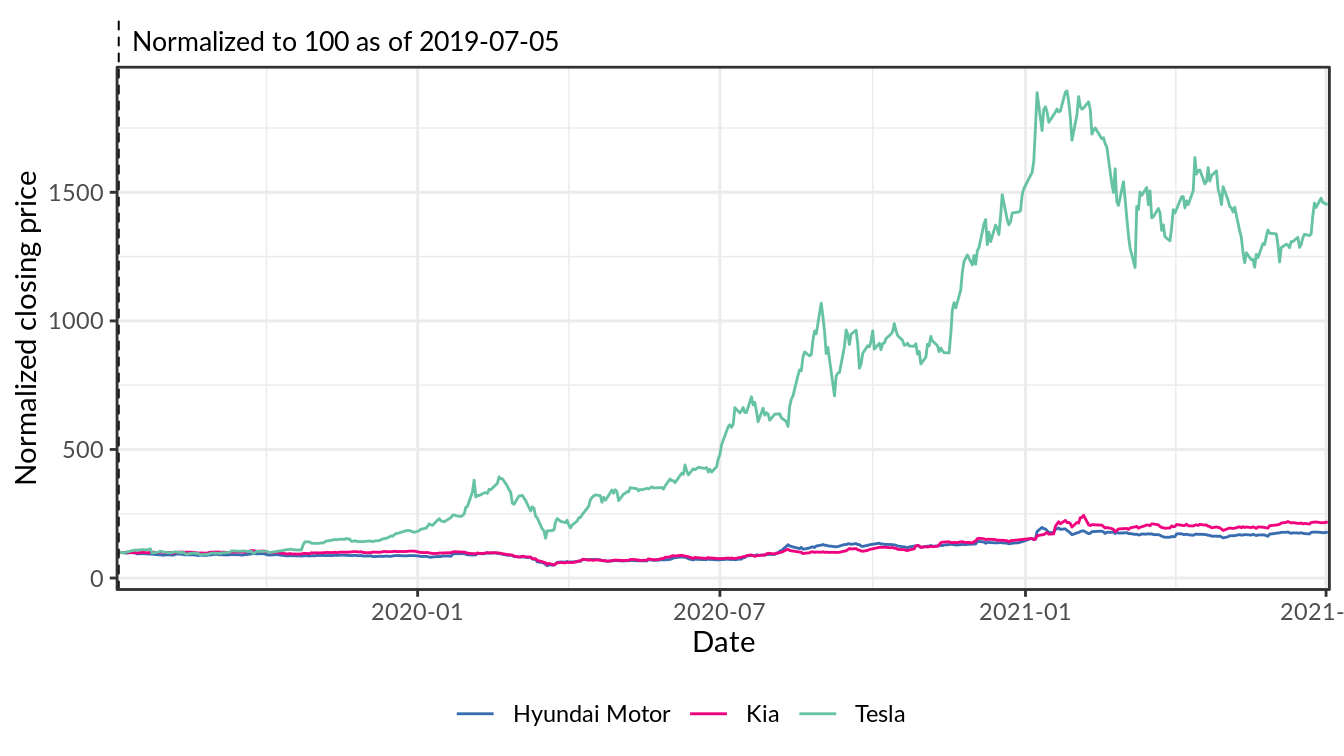 Normalized to 100 as of 2019-07-05
Normalized closing price
1500
1000
500
0
2020-01
2020-07
2021-01
2021-
Date
Hyundai Motor
Kia
Tesla